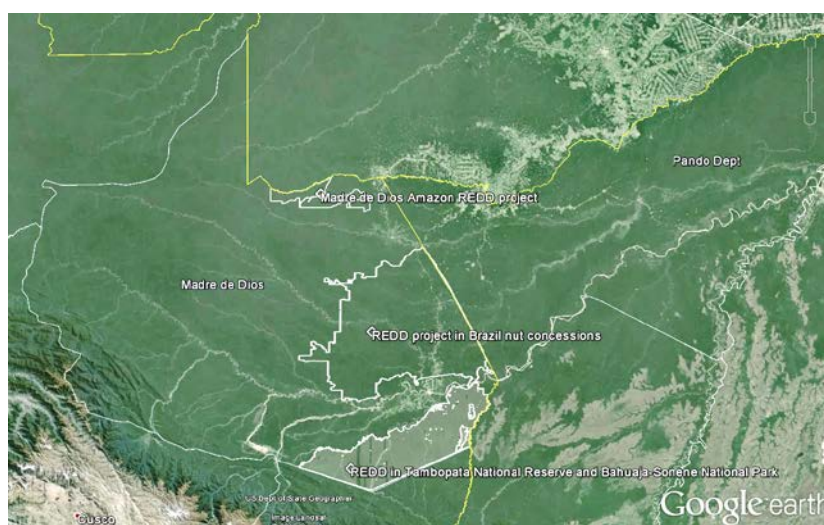 Pando Dept
Madre de Dios Amazon REDD project
Madre de Dios
REDD project in Brazil nut concessions
REDD in Tambopata National Reserve and Bahuaja-Sonene National Park
US Dept of State Geographer
Image Landsat
Cusco
Google earth